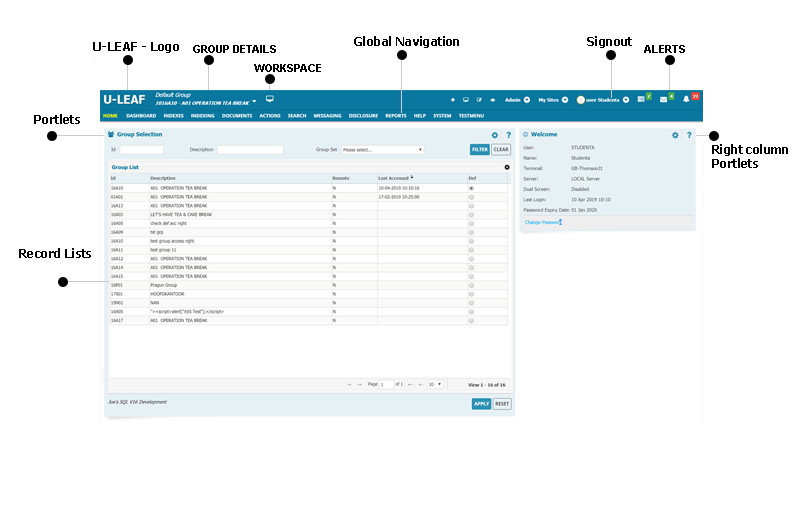 U-LEAF - Logo
GROUP DETAILS
WORKSPACE
Global Navigation
Signout
ALERTS
Portlets
Right column
Portlets
Record Lists
U-LEAF
Default Group
1016A10 - A01 OPERATION TEA BREAK
Admin
My Sites
user Studenta
7
4
22
HOME DASHBOARD INDEXES INDEXING DOCUMENTS ACTIONS SEARCH MESSAGING DISCLOSURE REPORTS HELP SYSTEM TESTMENU
Group Selection
Id Description Group Set Please select... FILTER CLEAR
Group List
Id Description Remote Last Accessed Def
16A10 A01 OPERATION TEA BREAK N 10-04-2019 10:10:16
01A01 A01 OPERATION TEA BREAK N 17-02-2019 10:25:00
16A13 A01 OPERATION TEA BREAK N
16A03 LET'S HAVE TEA & CAKE BREAK N
16A05 check def acc right N
16A09 tst grp N
16A10 test group access right N
16A11 test group 11 N
16A12 A01 OPERATION TEA BREAK N
16A14 A01 OPERATION TEA BREAK N
16A15 A01 OPERATION TEA BREAK N
16P01 Pragun Group N
17S01 HOOFDKANTOOR N
19N01 NAN N
16A05 "><script>alert("XSS Test");</script> N
16A17 A01 OPERATION TEA BREAK N
Page 1 of 1 20 View 1 - 16 of 16
Joe's SQL V16 Development
APPLY RESET
Welcome
User: STUDENTA
Name: Studenta
Terminal: GB-ThomsonJ1
Server: LOCAL Server
Dual Screen: Disabled
Last Login: 10 Apr 2019 10:10
Password Expiry Date: 01 Jan 2020
Change Password